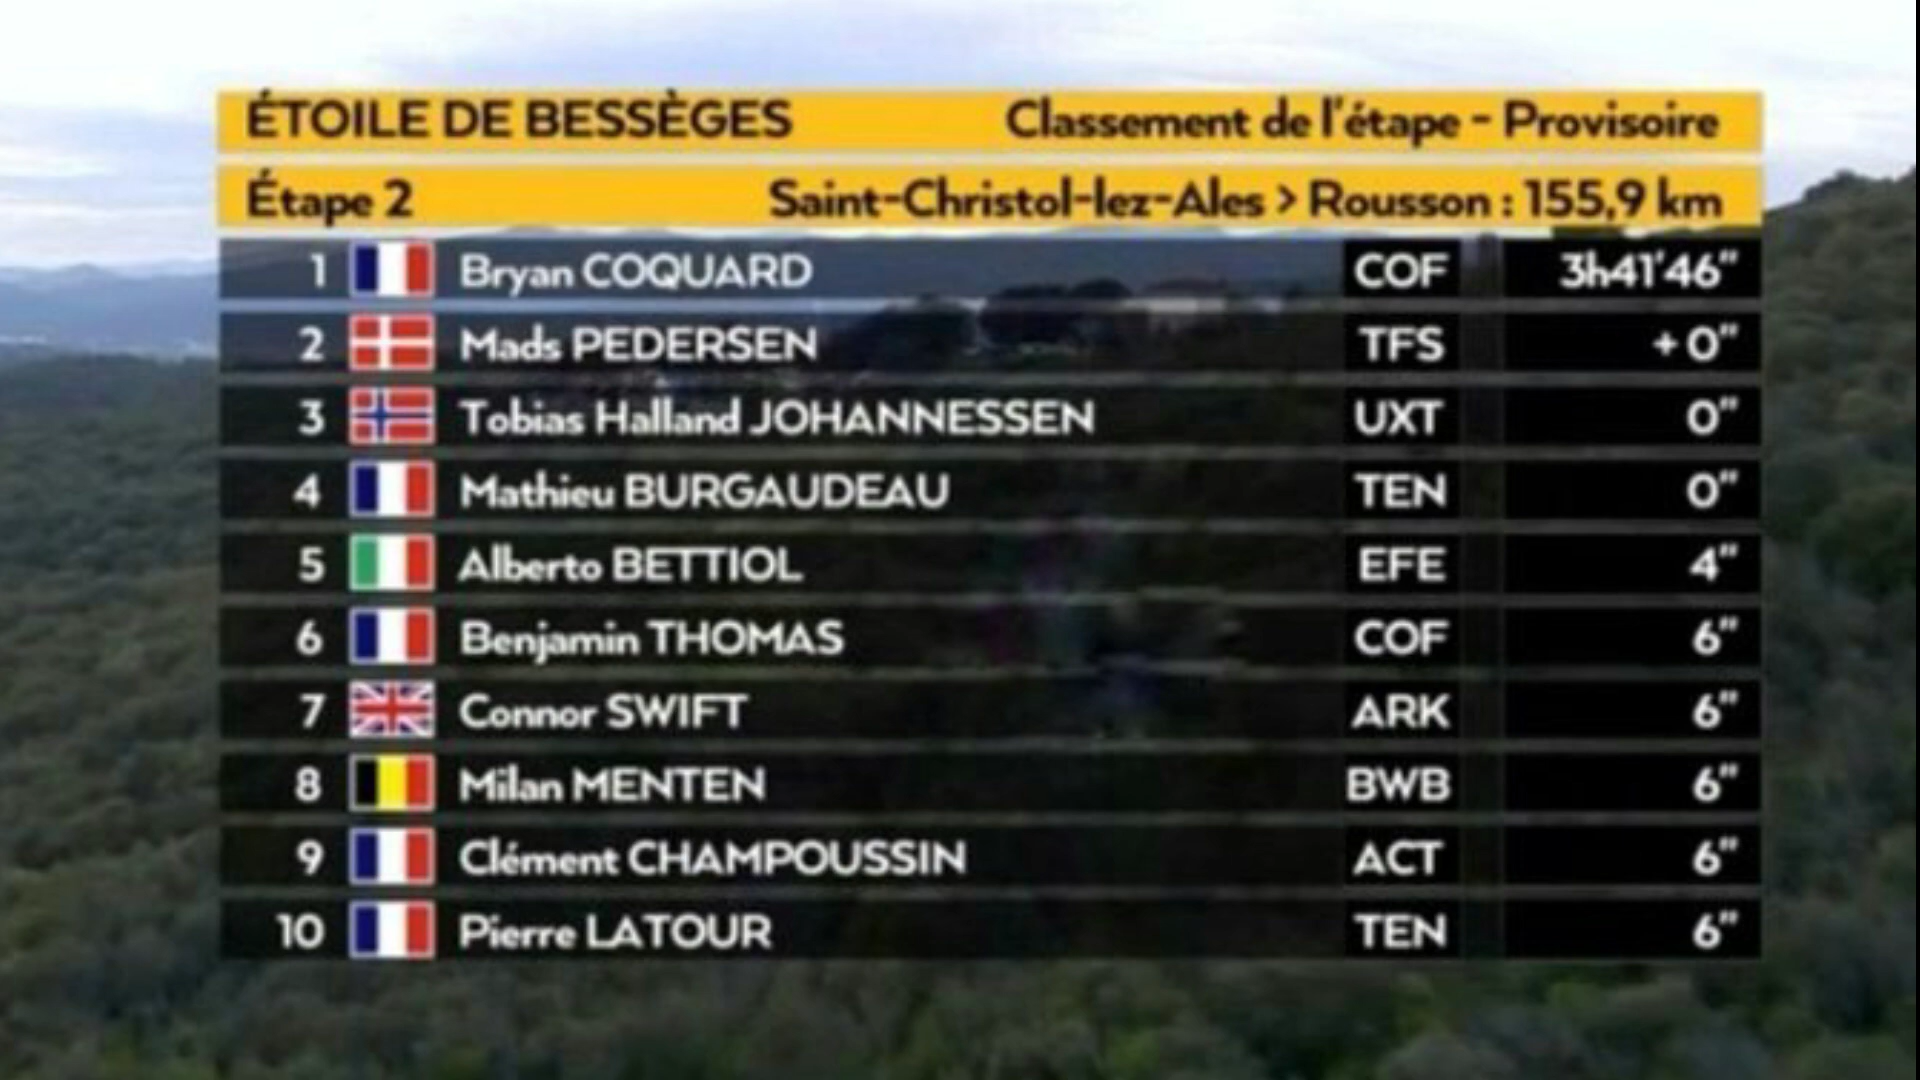 ÉTOILE DE BESSÈGES Classement de l'étape - Provisoire
Étape 2 Saint-Christol-lez-Ales > Rousson : 155,9 km
1 Bryan COQUARD COF 3h41'46"
2 Mads PEDERSEN TFS + 0"
3 Tobias Halland JOHANNESSEN UXT 0"
4 Mathieu BURGAUDEAU TEN 0"
5 Alberto BETTIOL EFE 4"
6 Benjamin THOMAS COF 6"
7 Connor SWIFT ARK 6"
8 Milan MENTEN BWB 6"
9 Clément CHAMPOUSSIN ACT 6"
10 Pierre LATOUR TEN 6"